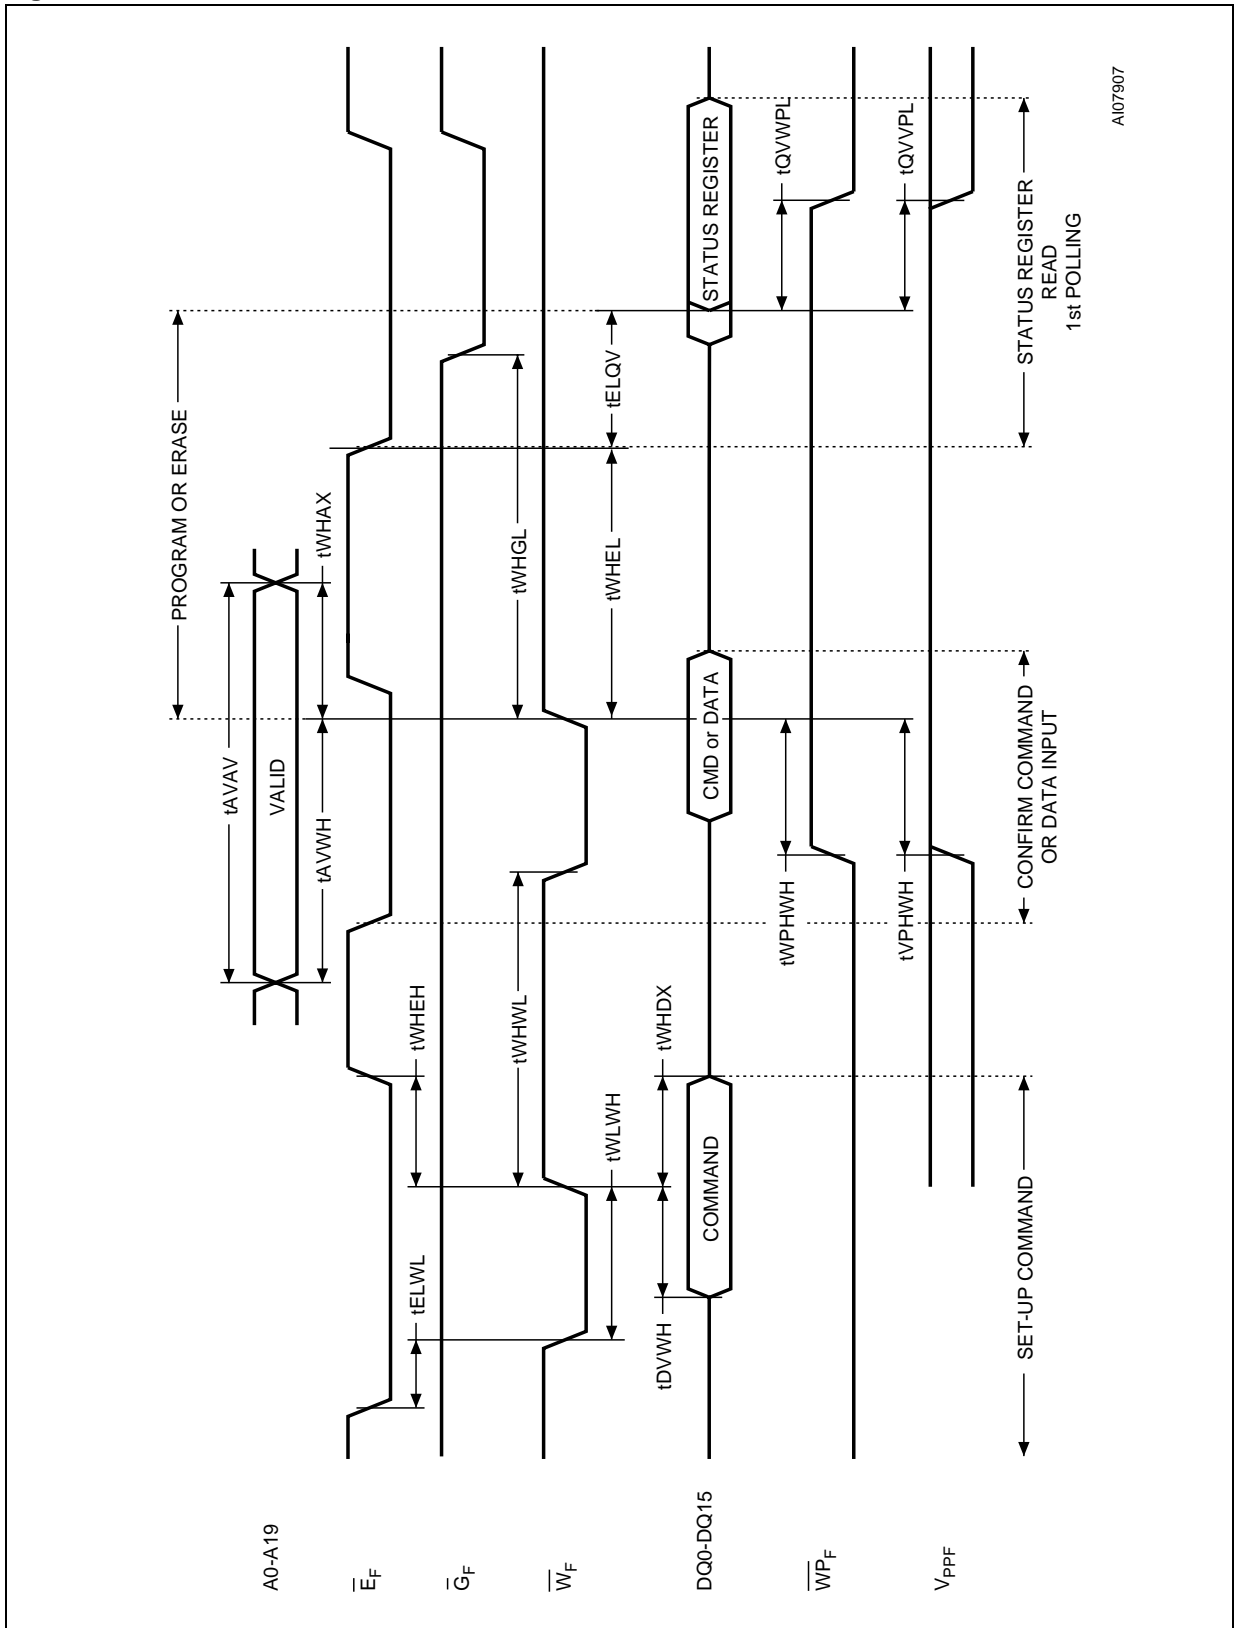 A0-A19
tAVAV
VALID
tAVWH
tWHAX
PROGRAM OR ERASE
EF
tELWL
tWHEH
GF
tWHWL
tWHGL
WF
tWLWH
tWHEL
tELQV
tDVWH
tWHDX
DQ0-DQ15
COMMAND
CMD or DATA
STATUS REGISTER
WPF
tWPHWH
tQVWPL
VPPF
tVPHWH
tQVVPL
SET-UP COMMAND
CONFIRM COMMAND
OR DATA INPUT
STATUS REGISTER
READ
1st POLLING
AI07907